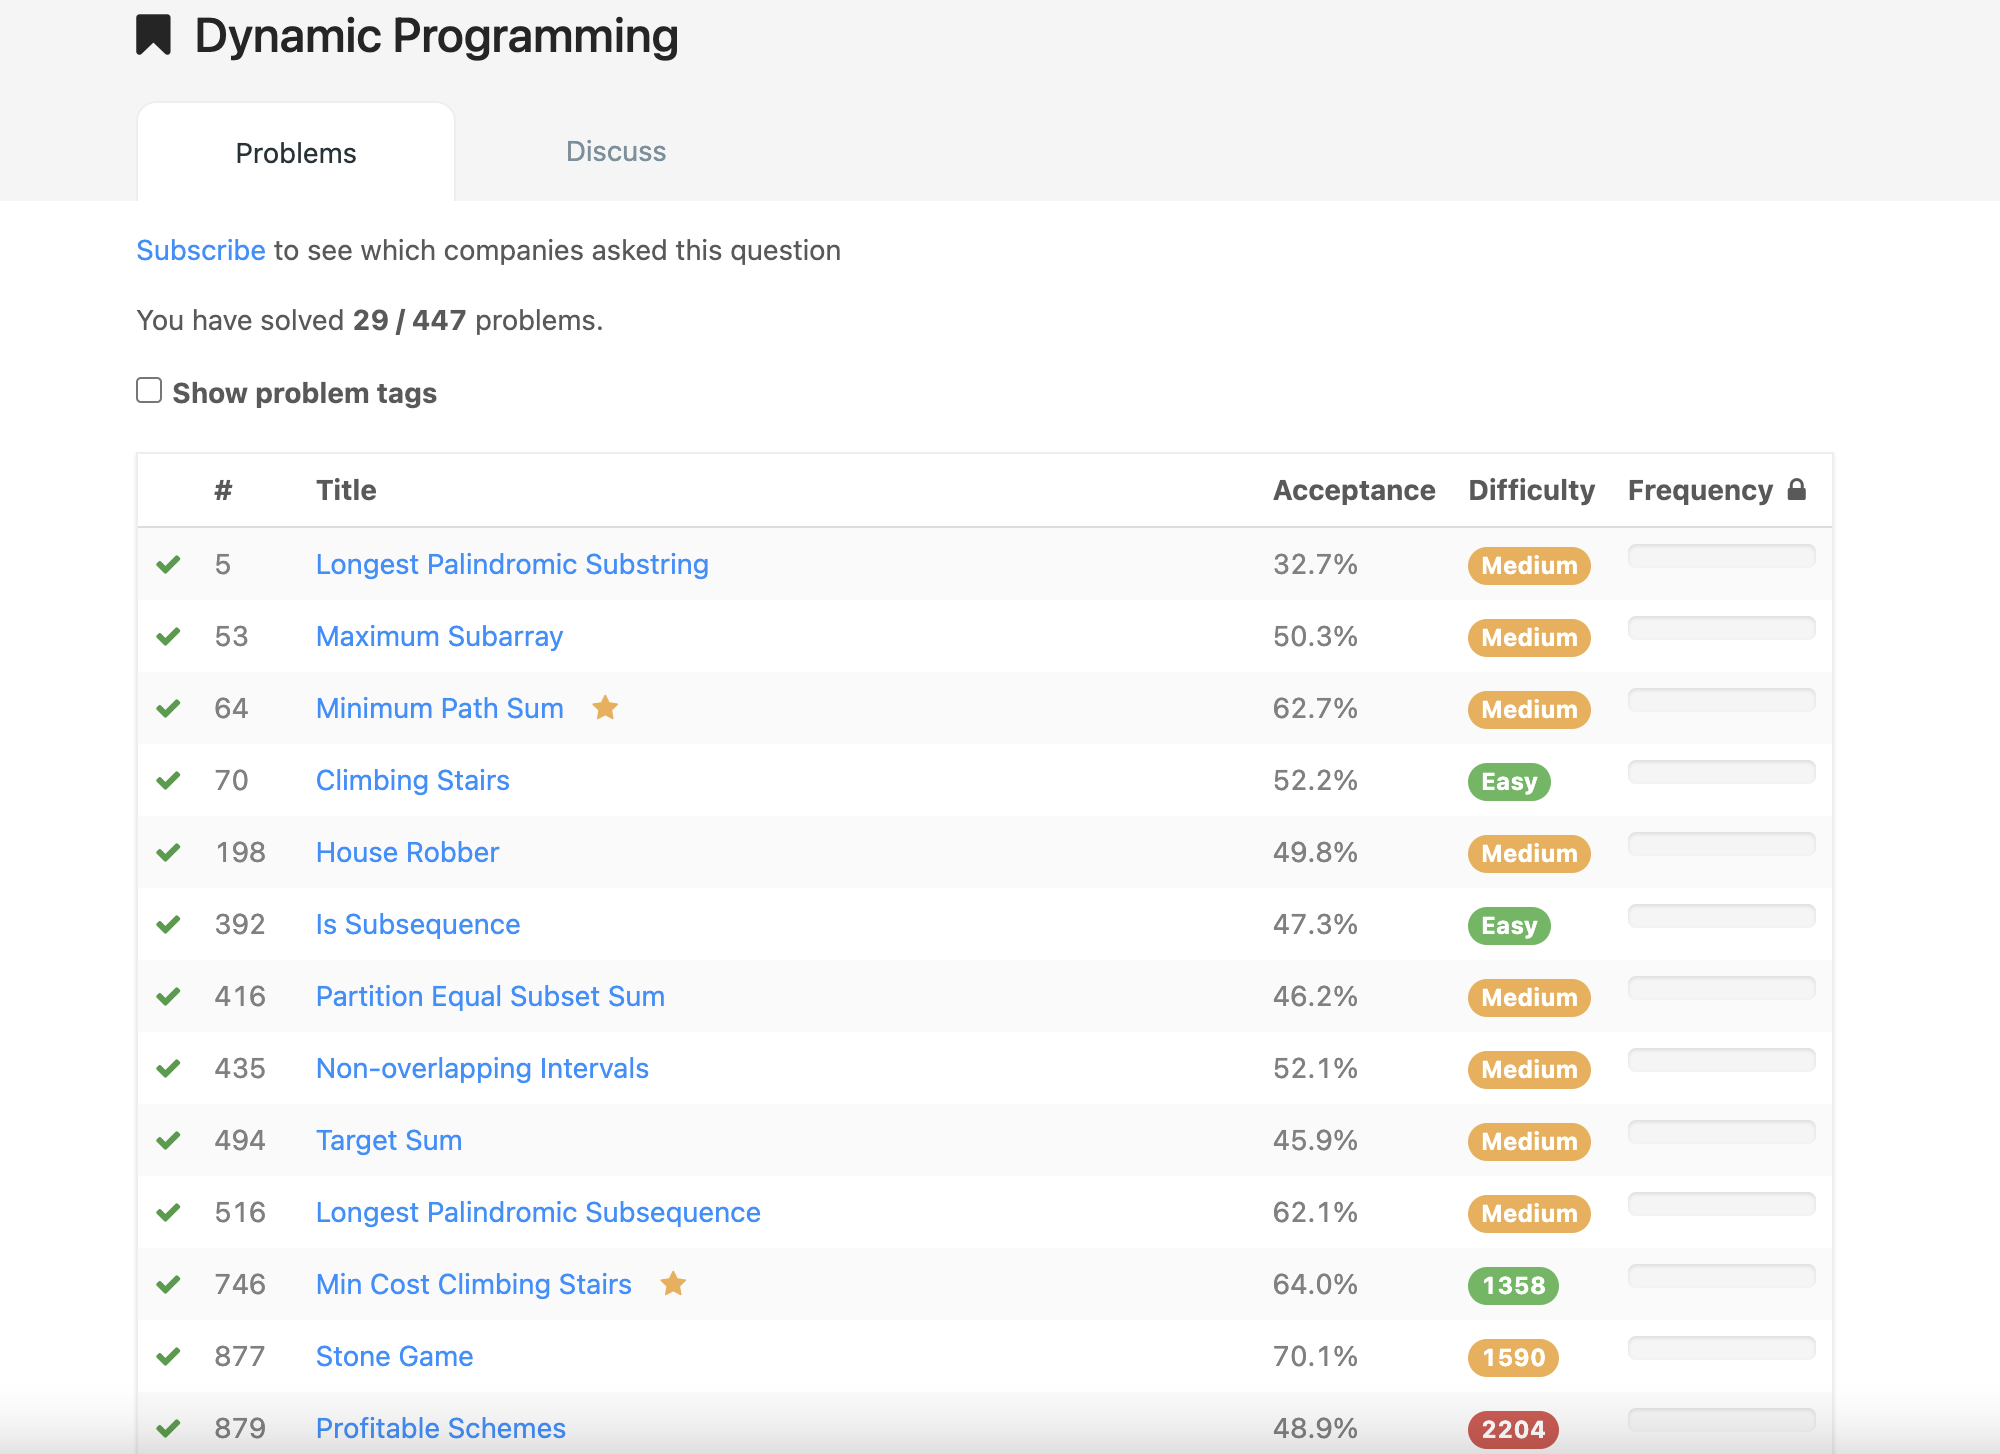 Dynamic Programming
Problems Discuss
Subscribe to see which companies asked this question
You have solved 29 / 447 problems.
Show problem tags
# Title Acceptance Difficulty Frequency
5 Longest Palindromic Substring 32.7% Medium
53 Maximum Subarray 50.3% Medium
64 Minimum Path Sum 62.7% Medium
70 Climbing Stairs 52.2% Easy
198 House Robber 49.8% Medium
392 Is Subsequence 47.3% Easy
416 Partition Equal Subset Sum 46.2% Medium
435 Non-overlapping Intervals 52.1% Medium
494 Target Sum 45.9% Medium
516 Longest Palindromic Subsequence 62.1% Medium
746 Min Cost Climbing Stairs 64.0% 1358
877 Stone Game 70.1% 1590
879 Profitable Schemes 48.9% 2204